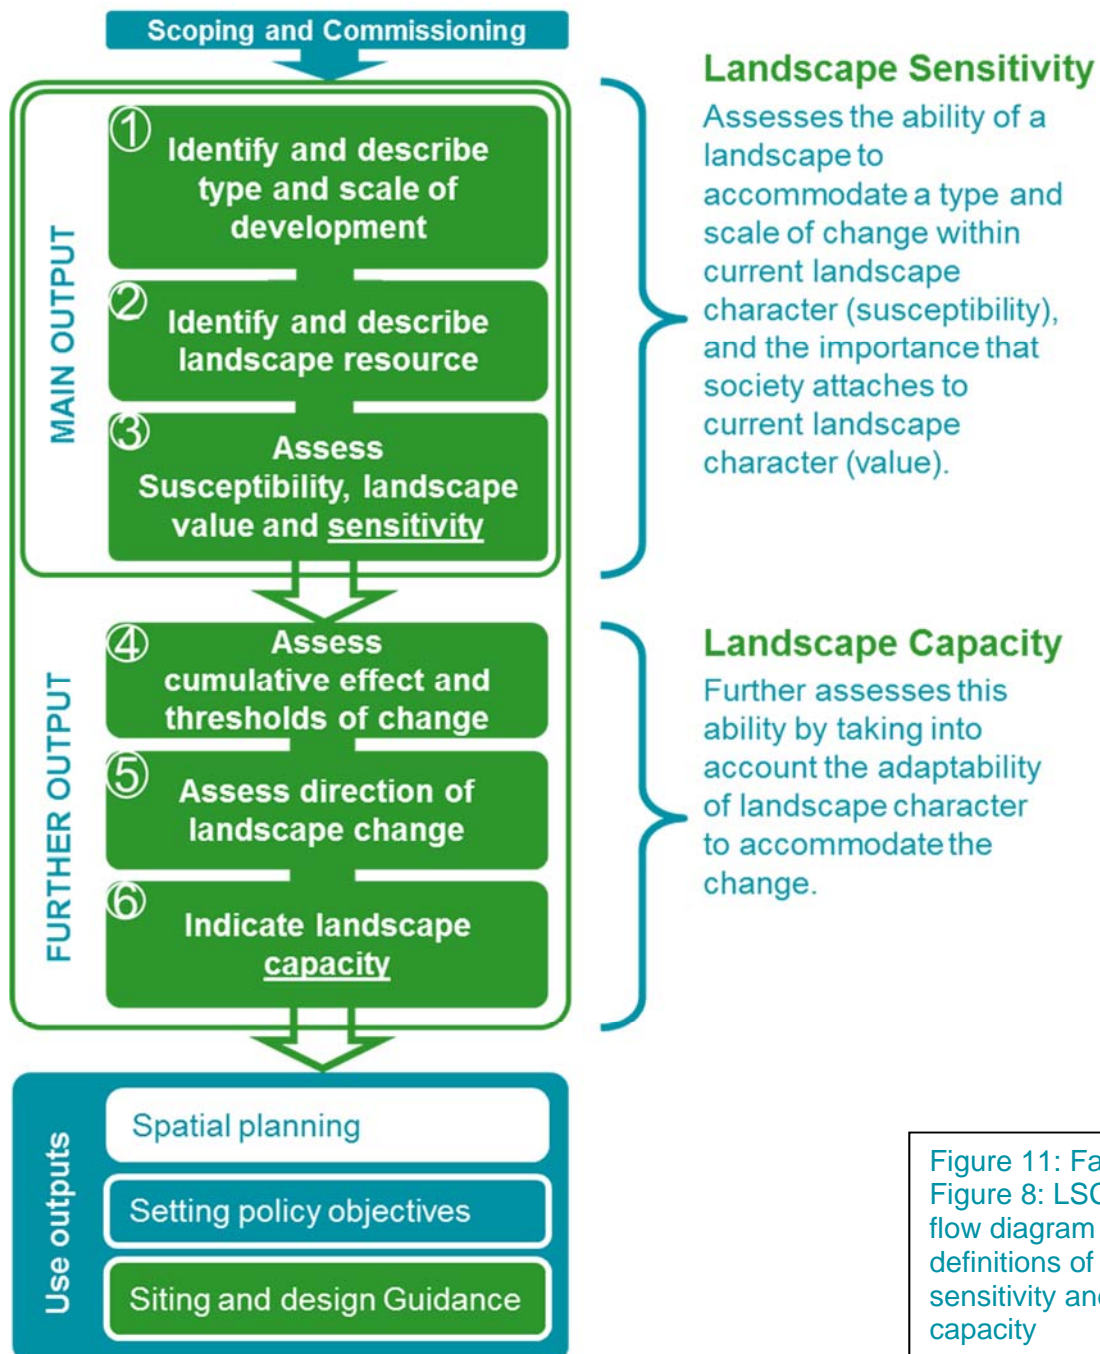 Scoping and Commissioning
MAIN OUTPUT
1
Identify and describe
type and scale of
development
2
Identify and describe
landscape resource
3
Assess
Susceptibility, landscape
value and sensitivity
Landscape Sensitivity
Assesses the ability of a
landscape to
accommodate a type and
scale of change within
current landscape
character (susceptibility),
and the importance that
society attaches to
current landscape
character (value).
FURTHER OUTPUT
4
Assess
cumulative effect and
thresholds of change
5
Assess direction of
landscape change
6
Indicate landscape
capacity
Landscape Capacity
Further assesses this
ability by taking into
account the adaptability
of landscape character
to accommodate the
change.
Use outputs
Spatial planning
Setting policy objectives
Siting and design Guidance
Figure 11:
Figure 8:
flow diagram
definitions of
sensitivity
capacity